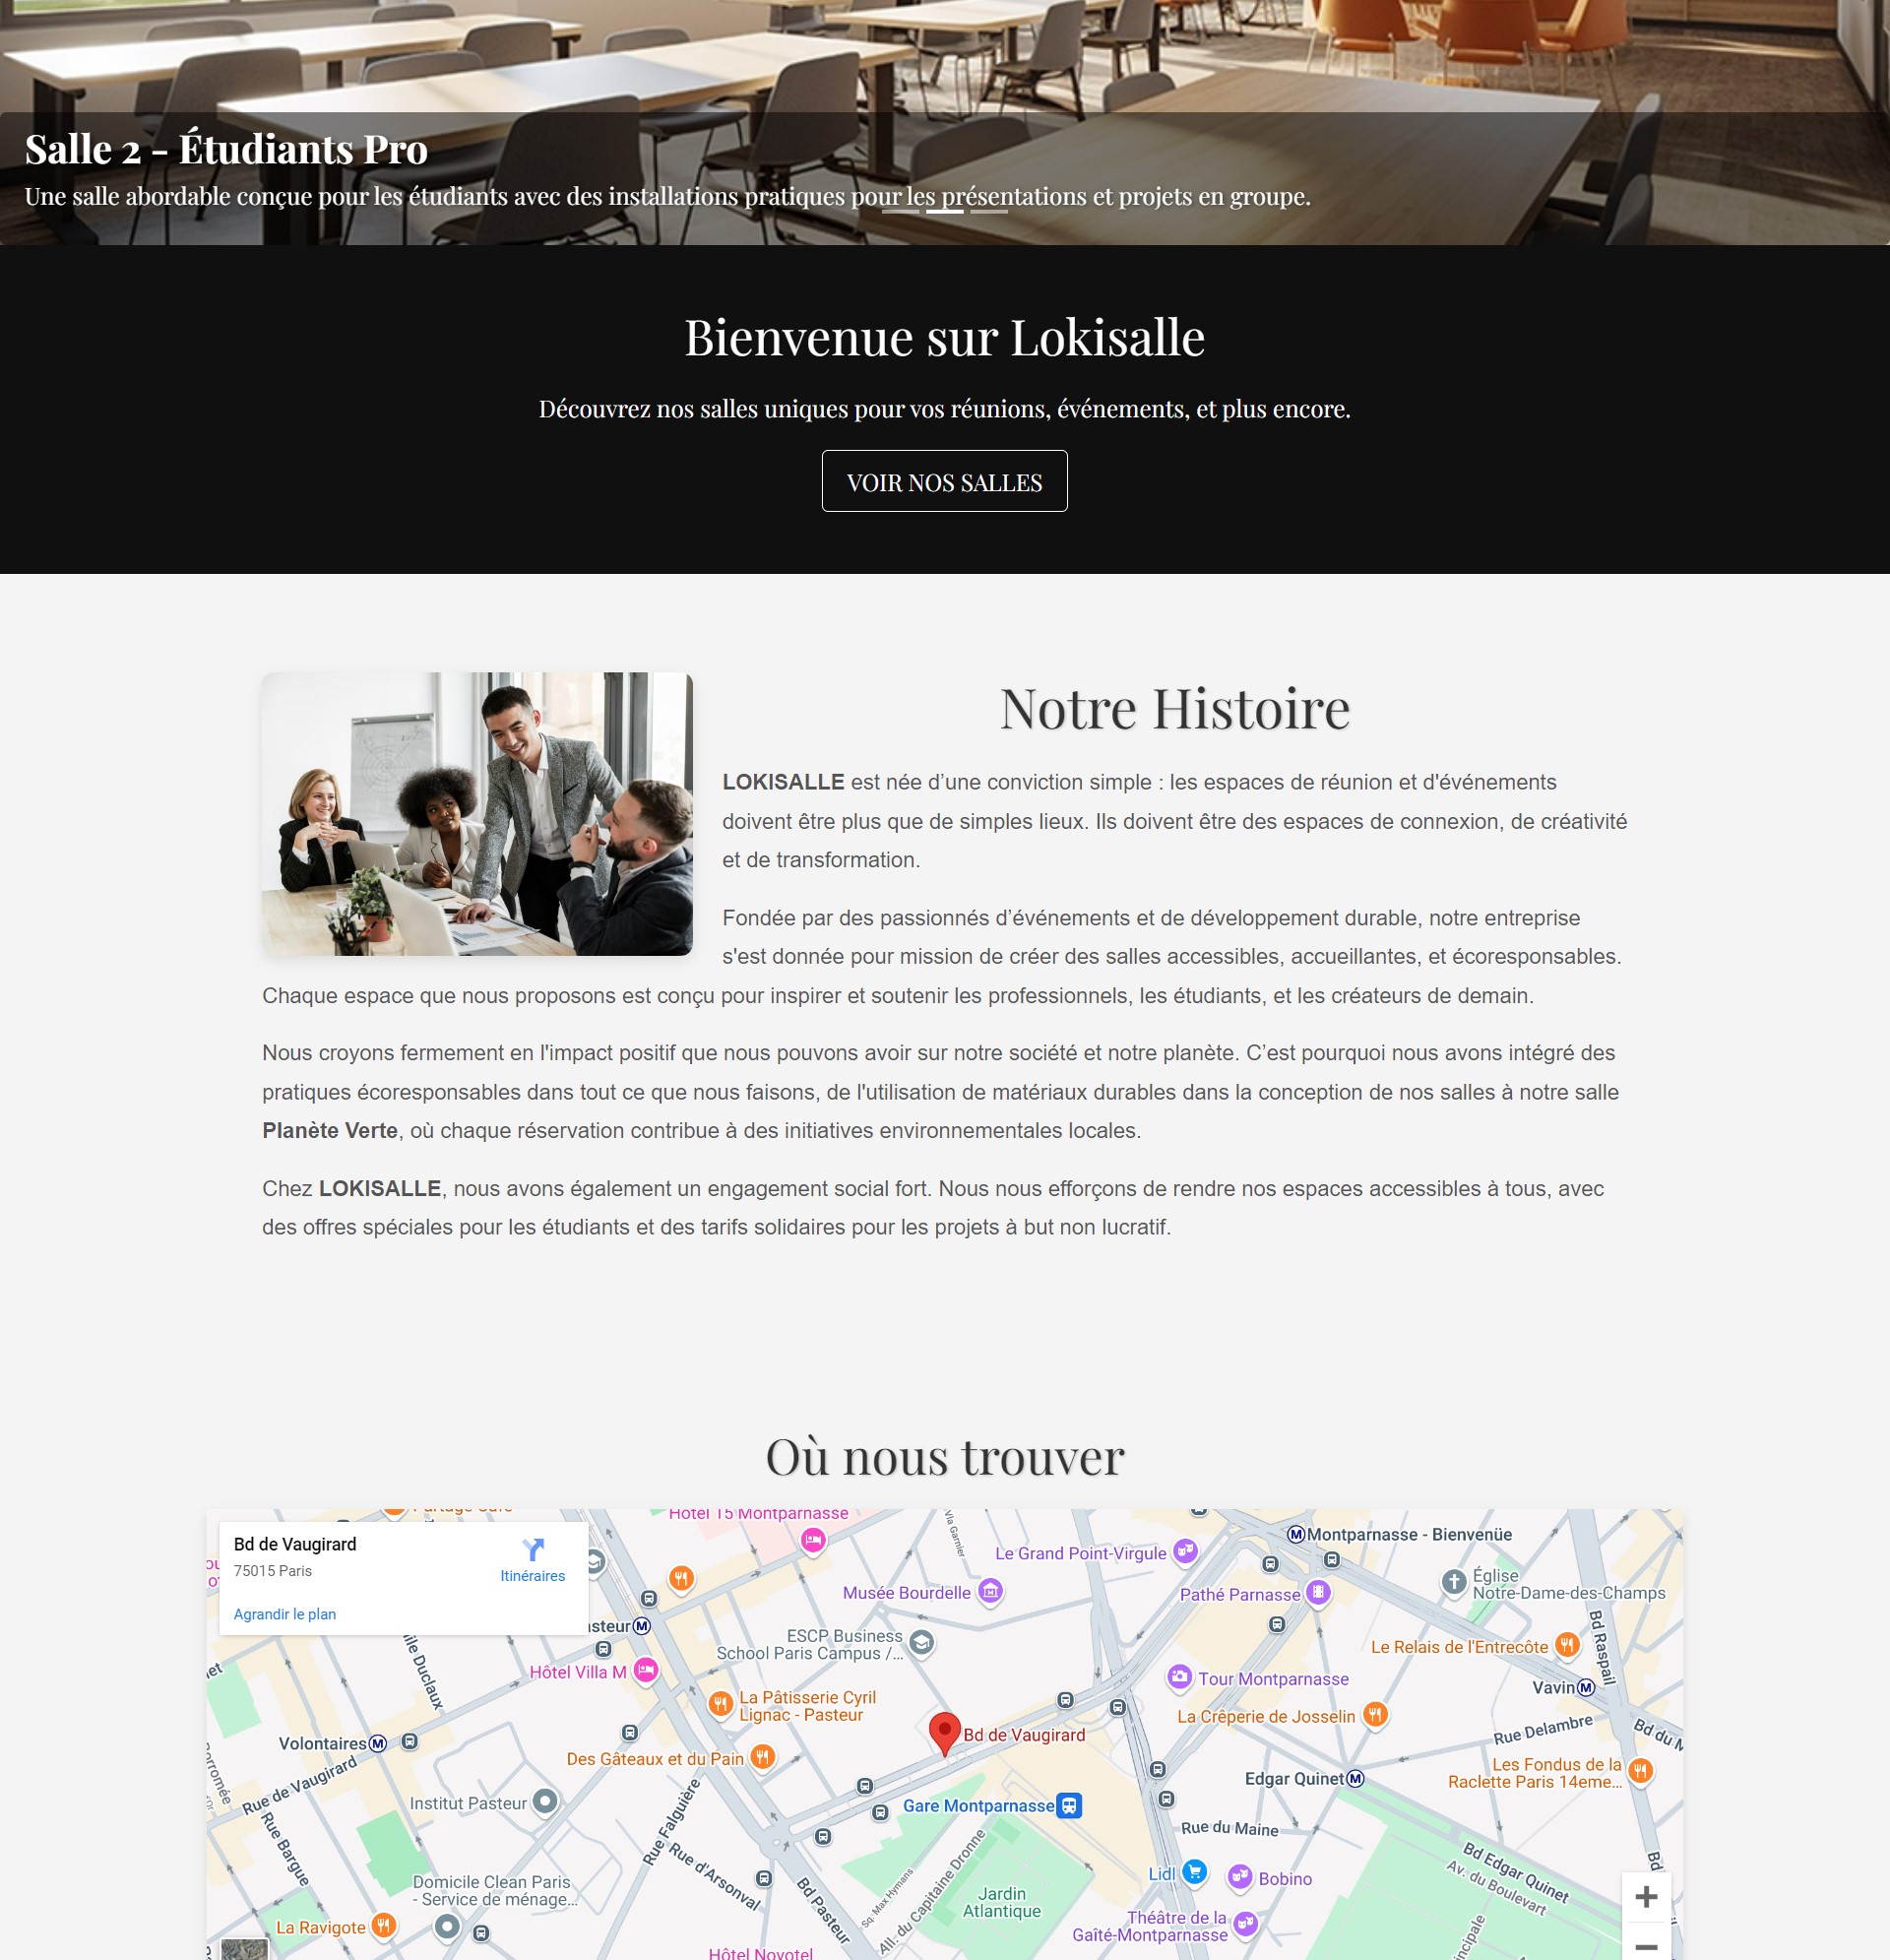 Salle 2 - Étudiants Pro
Une salle abordable conçue pour les étudiants avec des installations pratiques pour les présentations et projets en groupe.
Bienvenue sur Lokisalle
Découvrez nos salles uniques pour vos réunions, événements, et plus encore.
VOIR NOS SALLES
Notre Histoire
LOKISALLE est née d’une conviction simple : les espaces de réunion et d'événements
doivent être plus que de simples lieux. Ils doivent être des espaces de connexion, de créativité
et de transformation.
Fondée par des passionnés d’événements et de développement durable, notre entreprise
s'est donnée pour mission de créer des salles accessibles, accueillantes, et écoresponsables.
Chaque espace que nous proposons est conçu pour inspirer et soutenir les professionnels, les étudiants, et les créateurs de demain.
Nous croyons fermement en l'impact positif que nous pouvons avoir sur notre société et notre planète. C’est pourquoi nous avons intégré des
pratiques écoresponsables dans tout ce que nous faisons, de l'utilisation de matériaux durables dans la conception de nos salles à notre salle
Planète Verte, où chaque réservation contribue à des initiatives environnementales locales.
Chez LOKISALLE, nous avons également un engagement social fort. Nous nous efforçons de rendre nos espaces accessibles à tous, avec
des offres spéciales pour les étudiants et des tarifs solidaires pour les projets à but non lucratif.
Où nous trouver
Bd de Vaugirard
75015 Paris
Itinéraires
Agrandir le plan
Hôtel 15 Montparnasse
Vla Garnier
Montparnasse - Bienvenüe
Le Grand Point-Virgule
Musée Bourdelle
Pathé Parnasse
Église
Notre-Dame-des-Champs
Bd Raspail
asteur
ESCP Business
School Paris Campus /...
Le Relais de l'Entrecôte
Hôtel Villa M
ile Duclaux
Tour Montparnasse
Vavin
La Pâtisserie Cyril
Lignac - Pasteur
La Crêperie de Josselin
Bd de Vaugirard
Rue Delambre
Bd du M
Volontaires
Des Gâteaux et du Pain
Les Fondus de la
Raclette Paris 14eme...
Edgar Quinet
Rue de Vaugirard
Institut Pasteur
Gare Montparnasse
Rue Falguière
Rue du Maine
Rue Bargue
Rue d'Arsonval
Bd Edgar Quinet
Av. du Boulevart
Lidl
Bobino
Domicile Clean Paris
- Service de ménage...
Bd Pasteur
Sq. Max Hymans
All. du Capitaine Dronne
Jardin
Atlantique
La Ravigote
Théâtre de la
Gaîté-Montparnasse
Hôtel Novotel